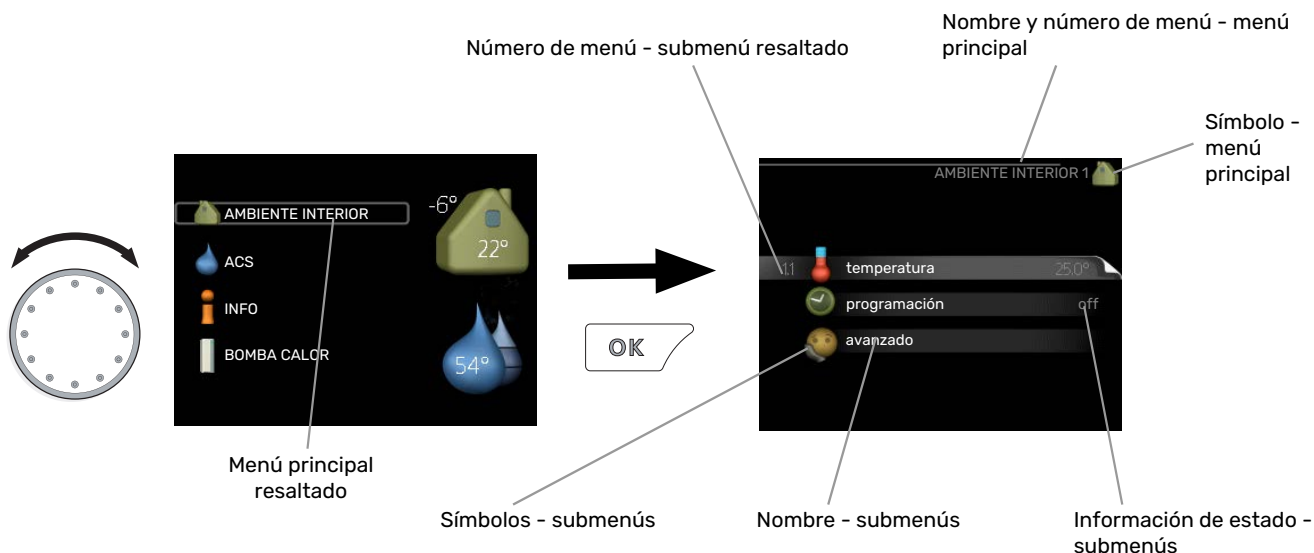 Nombre y número de menú - menú
principal
Número de menú - submenú resaltado
Símbolo -
menú
principal
AMBIENTE INTERIOR
-6°
22°
ACS
INFO
BOMBA CALOR
54°
OK
AMBIENTE INTERIOR 1
1.1 temperatura 25.0°
programación off
avanzado
Menú principal
resaltado
Símbolos - submenús
Nombre - submenús
Información de estado -
submenús